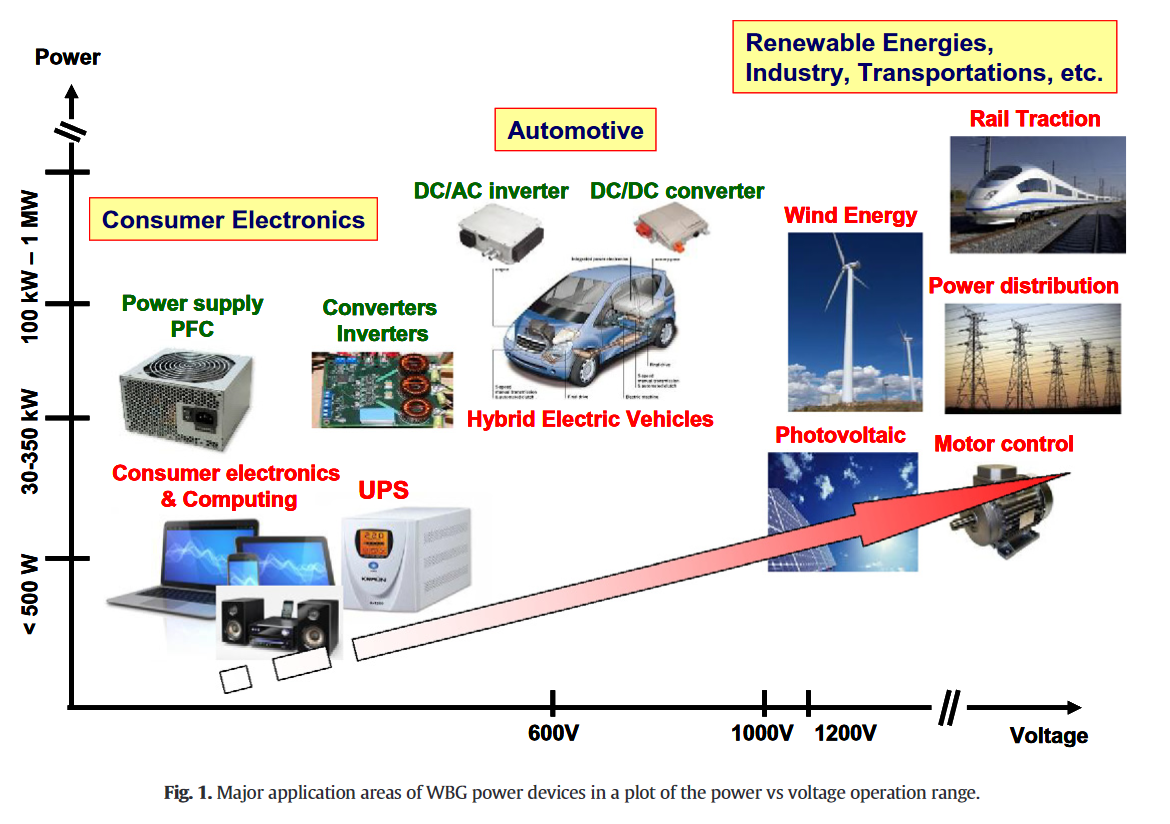 Renewable Energies,
Industry, Transportations, etc.
Power
Rail Traction
Automotive
DC/AC inverter
DC/DC converter
Consumer Electronics
Wind Energy
100 kW – 1 MW
Power distribution
Power supply
PFC
Converters
Inverters
Hybrid Electric Vehicles
30-350 kW
Photovoltaic
Motor control
Consumer electronics
& Computing
UPS
< 500 W
600V
1000V
1200V
Voltage
Fig. 1. Major application areas of WBG power devices in a plot of the power vs voltage operation range.